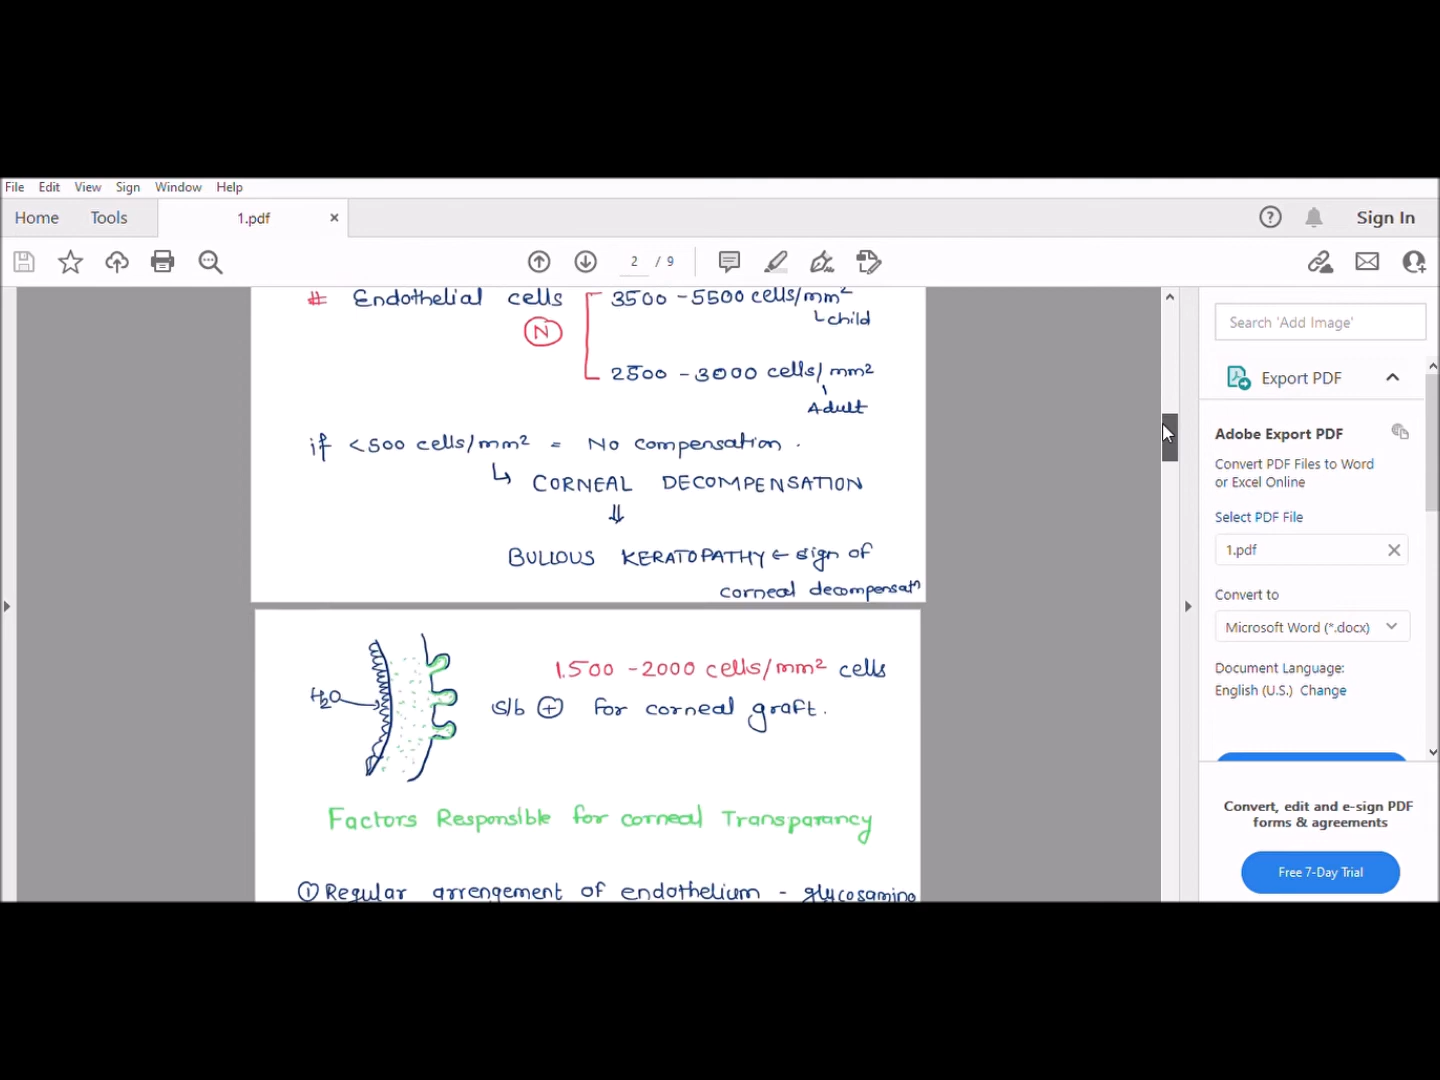 File Edit View Sign Window Help
Home Tools 1.pdf × Sign In
2 / 9
# Endothelial cells 3500 - 5500 cells/mm²
child
N
2500 - 3000 cells/mm²
Adult
if <500 cells/mm² = No compensation.
↳ CORNEAL DECOMPENSATION
⇓
BULLOUS KERATOPATHY ← sign of
corneal decompensatⁿ
1500 - 2000 cells/mm² cells
H₂O
s/b ⊕ for corneal graft.
Factors Responsible for corneal Transparancy
① Regular arrengement of endothelium - glycosamino
Search 'Add Image'
Export PDF
Adobe Export PDF
Convert PDF Files to Word
or Excel Online
Select PDF File
1.pdf
Convert to
Microsoft Word (*.docx)
Document Language:
English (U.S.) Change
Convert, edit and e-sign PDF
forms & agreements
Free 7-Day Trial